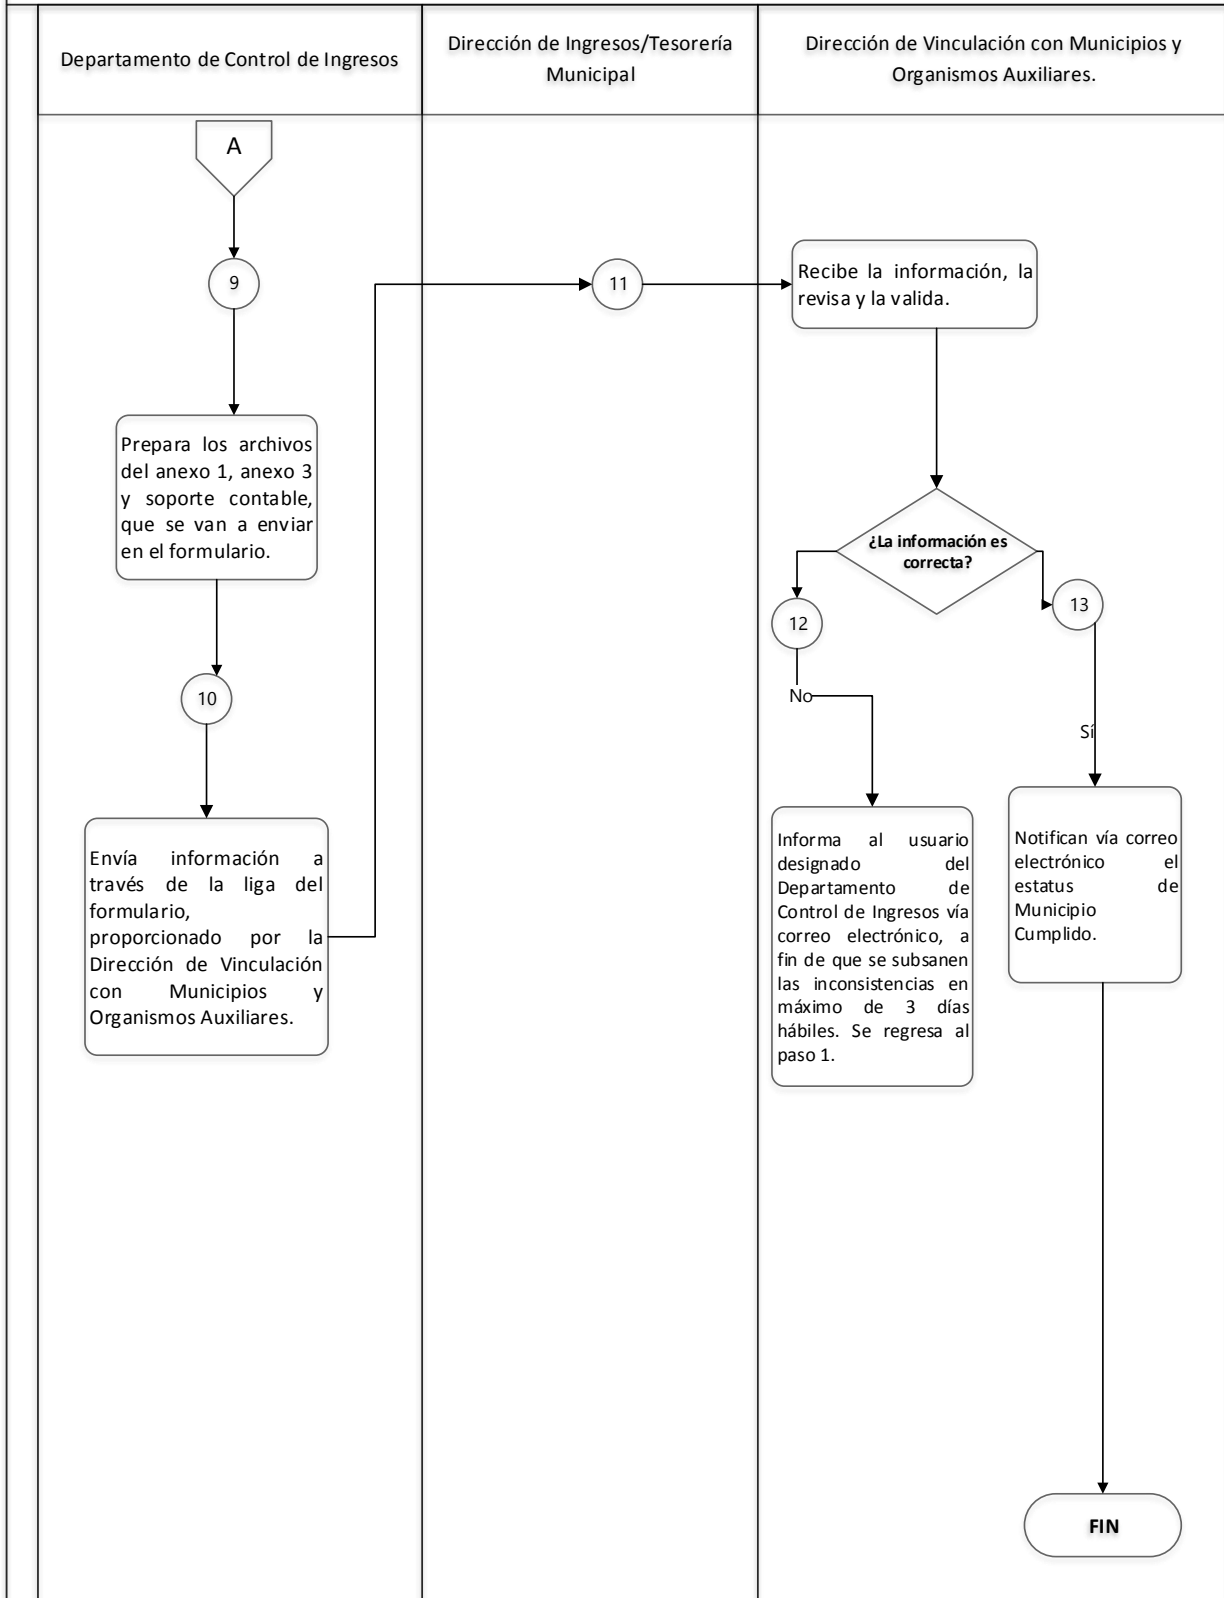 Departamento de Control de Ingresos
Dirección de Ingresos/Tesorería
Municipal
Dirección de Vinculación con Municipios y
Organismos Auxiliares.
A
9
Prepara los archivos
del anexo 1, anexo 3
y soporte contable,
que se van a enviar
en el formulario.
10
Envía información a
través de la liga del
formulario,
proporcionado por la
Dirección de Vinculación
con Municipios y
Organismos Auxiliares.
11
Recibe la información, la
revisa y la valida.
¿La información es
correcta?
12
No
Informa al usuario
designado del
Departamento de
Control de Ingresos vía
correo electrónico, a
fin de que se subsanen
las inconsistencias en
máximo de 3 días
hábiles. Se regresa al
paso 1.
13
Sí
Notifican vía correo
electrónico el
estatus de
Municipio
Cumplido.
FIN